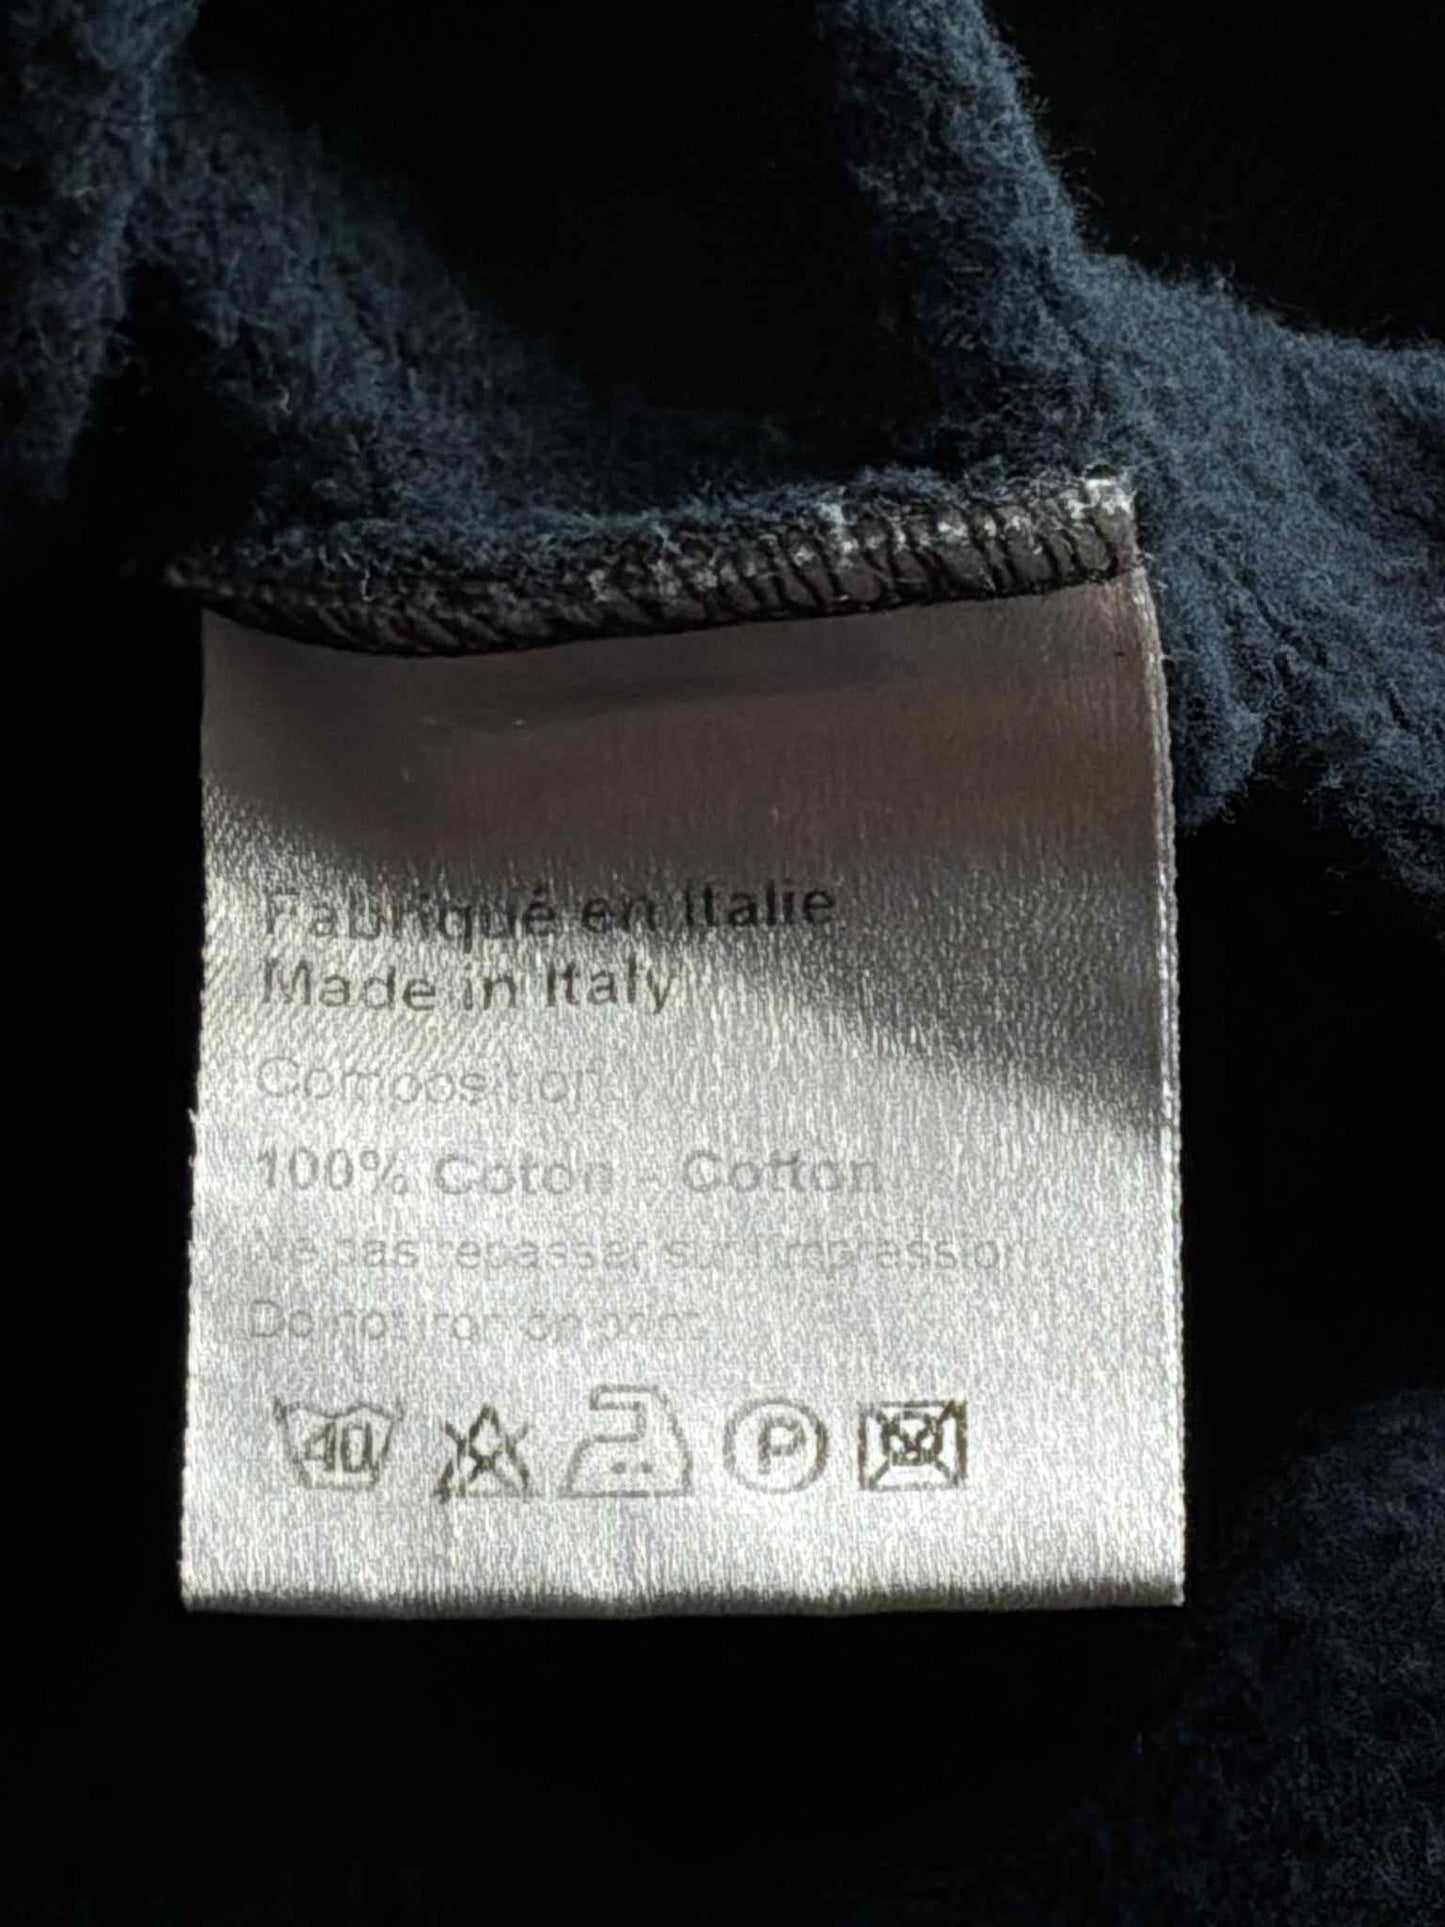 Fabriqué en Italie
Made in Italy
Composition
100% Coton - Cotton
Ne pas repasser sur l'impression
Do not iron on print
40 P